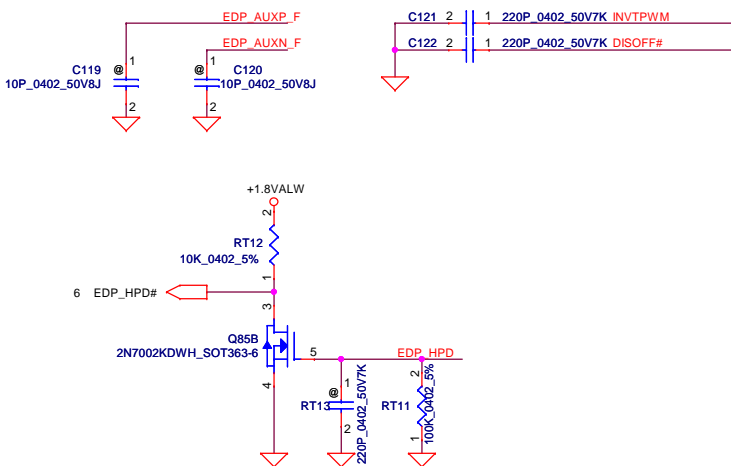 EDP_AUXP_F
EDP_AUXN_F
C119
@
1
10P_0402_50V8J
2
C120
@
1
10P_0402_50V8J
2
C121 2 1 220P_0402_50V7K INVTPWM
C122 2 1 220P_0402_50V7K DISOFF#
+1.8VALW
2
RT12
10K_0402_5%
1
6 EDP_HPD#
3
Q85B
2N7002KDWH_SOT363-6
5
EDP_HPD
4
@
1
RT13
2
220P_0402_50V7K
2
RT11
1
100K_0402_5%